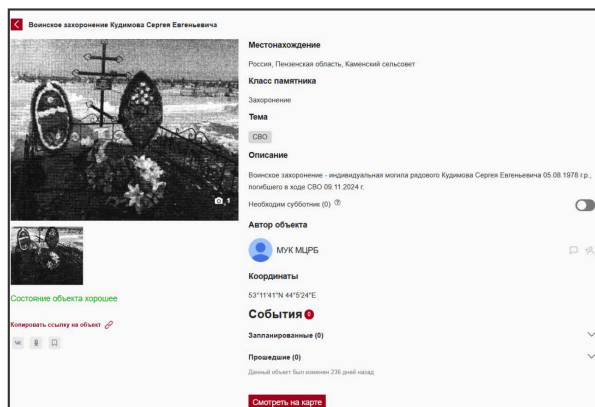 Воинское захоронение Кудимова Сергея Евгеньевича
Местонахождение
Россия, Пензенская область, Каменский сельсовет
Класс памятника
Захоронение
Тема
СВО
Описание
Воинское захоронение - индивидуальная могила рядового Кудимова Сергея Евгеньевича 05.08.1978 г.р.,
погибшего в ходе СВО 09.11.2024 г.
Необходим субботник (0) ?
Автор объекта
МУК МЦРБ
Координаты
53°11'41"N 44°5'24"E
События 0
Запланированные (0)
Прошедшие (0)
Данный объект был изменен 236 дней назад
Смотреть на карте
1
Состояние объекта хорошее
Копировать ссылку на объект